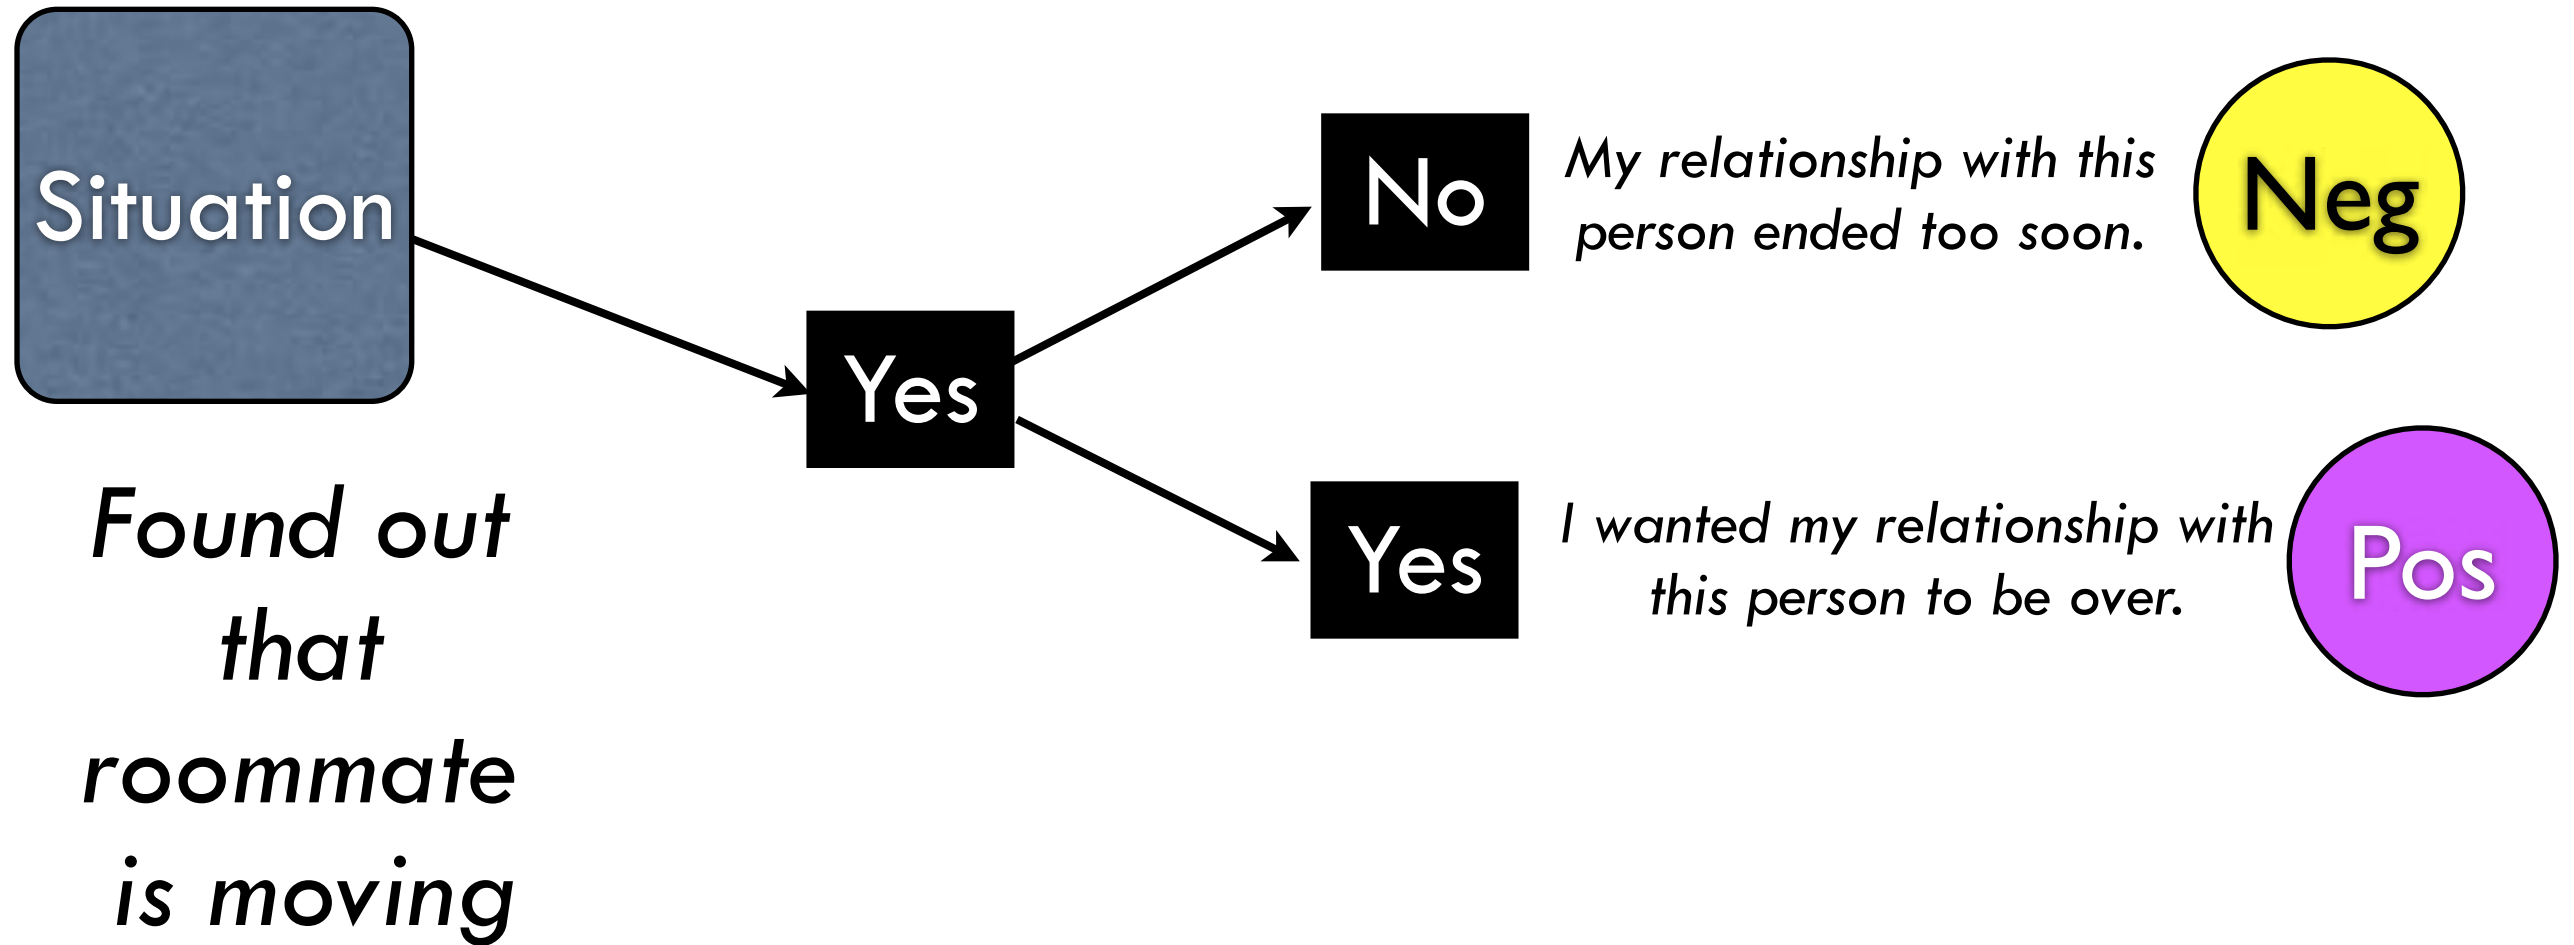 Situation
Found out
that
roommate
is moving
Yes
No
My relationship with this
person ended too soon.
Neg
Yes
I wanted my relationship with
this person to be over.
Pos